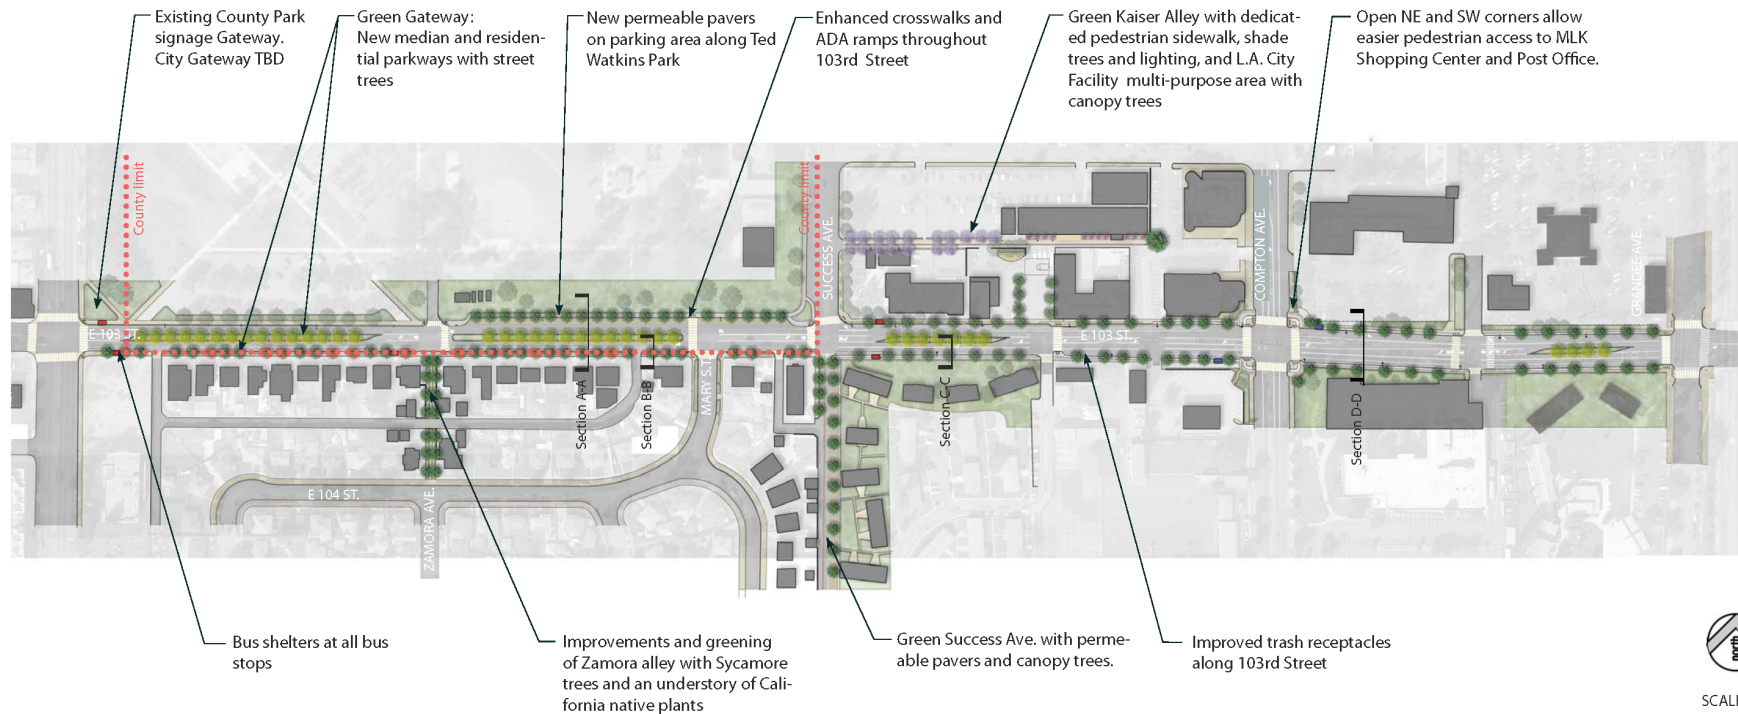 Existing County Park
signage Gateway.
City Gateway TBD
Green Gateway:
New median and residen-
tial parkways with street
trees
New permeable pavers
on parking area along Ted
Watkins Park
Enhanced crosswalks and
ADA ramps throughout
103rd Street
Green Kaiser Alley with dedicat-
ed pedestrian sidewalk, shade
trees and lighting, and L.A. City
Facility multi-purpose area with
canopy trees
Open NE and SW corners allow
easier pedestrian access to MLK
Shopping Center and Post Office.
County limit
County limit
SUCCESS AVE.
COMPTON AVE.
GRANDEE AVE.
E 103 ST.
E 103 ST.
MARY S.T.
Section A-A
Section B-B
Section C-C
Section D-D
E 104 ST.
ZAMORA AVE.
Bus shelters at all bus
stops
Improvements and greening
of Zamora alley with Sycamore
trees and an understory of Cali-
fornia native plants
Green Success Ave. with perme-
able pavers and canopy trees.
Improved trash receptacles
along 103rd Street
north
SCALE